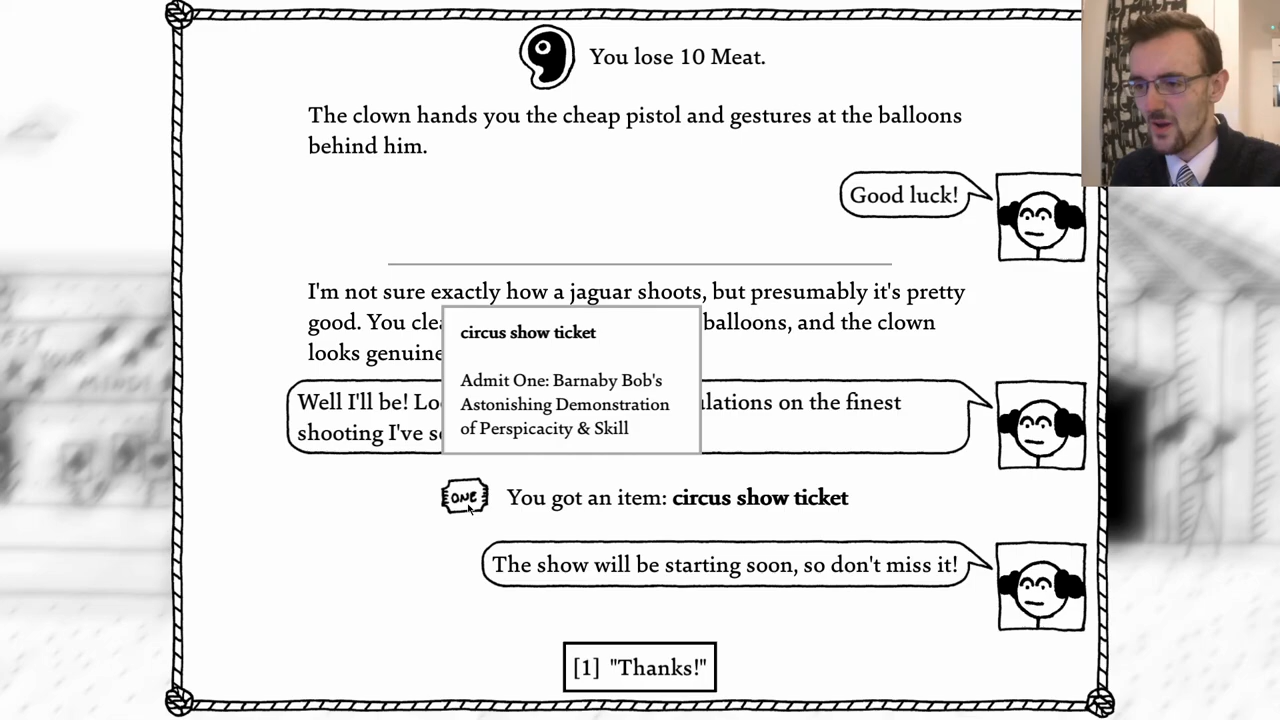 You lose 10 Meat.
The clown hands you the cheap pistol and gestures at the balloons
behind him.
Good luck!
I'm not sure exactly how a jaguar shoots, but presumably it's pretty
good. You balloons, and the clown
looks
circus show ticket
Admit One: Barnaby Bob's
Astonishing Demonstration
of Perspicacity & Skill
Well I'll be! on the finest
shooting I've
ONE
You got an item: circus show ticket
The show will be starting soon, so don't miss it!
[1] "Thanks!"